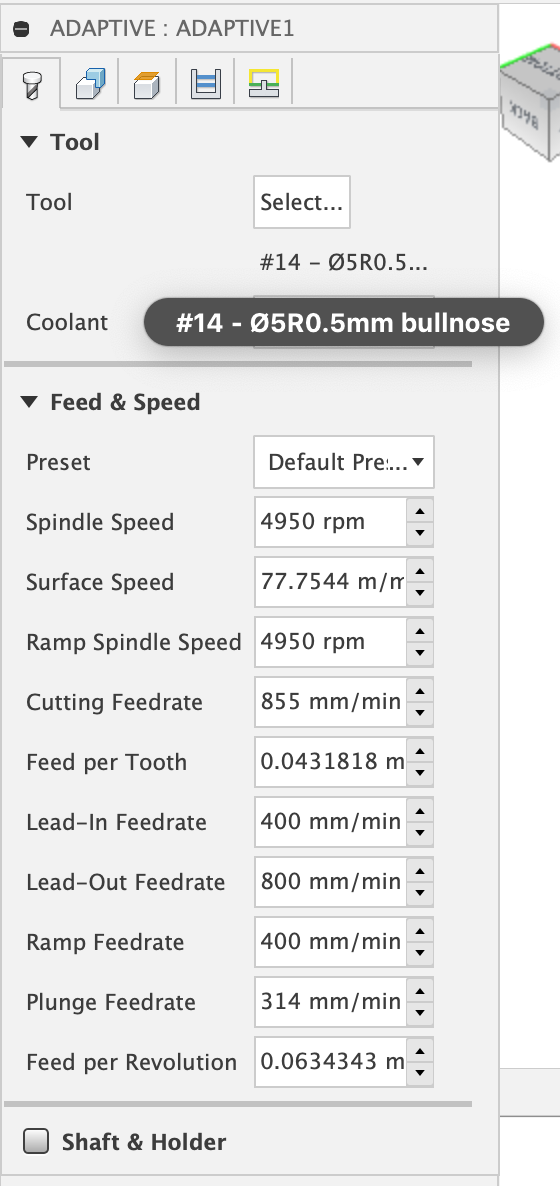 ADAPTIVE : ADAPTIVE1
Tool
Tool
Select...
#14 – Ø5R0.5...
Coolant
#14 - Ø5R0.5mm bullnose
Feed & Speed
Preset
Default Pre...
Spindle Speed
4950 rpm
Surface Speed
77.7544 m/m
Ramp Spindle Speed
4950 rpm
Cutting Feedrate
855 mm/min
Feed per Tooth
0.0431818 m
Lead-In Feedrate
400 mm/min
Lead-Out Feedrate
800 mm/min
Ramp Feedrate
400 mm/min
Plunge Feedrate
314 mm/min
Feed per Revolution
0.0634343 m
Shaft & Holder
BACK